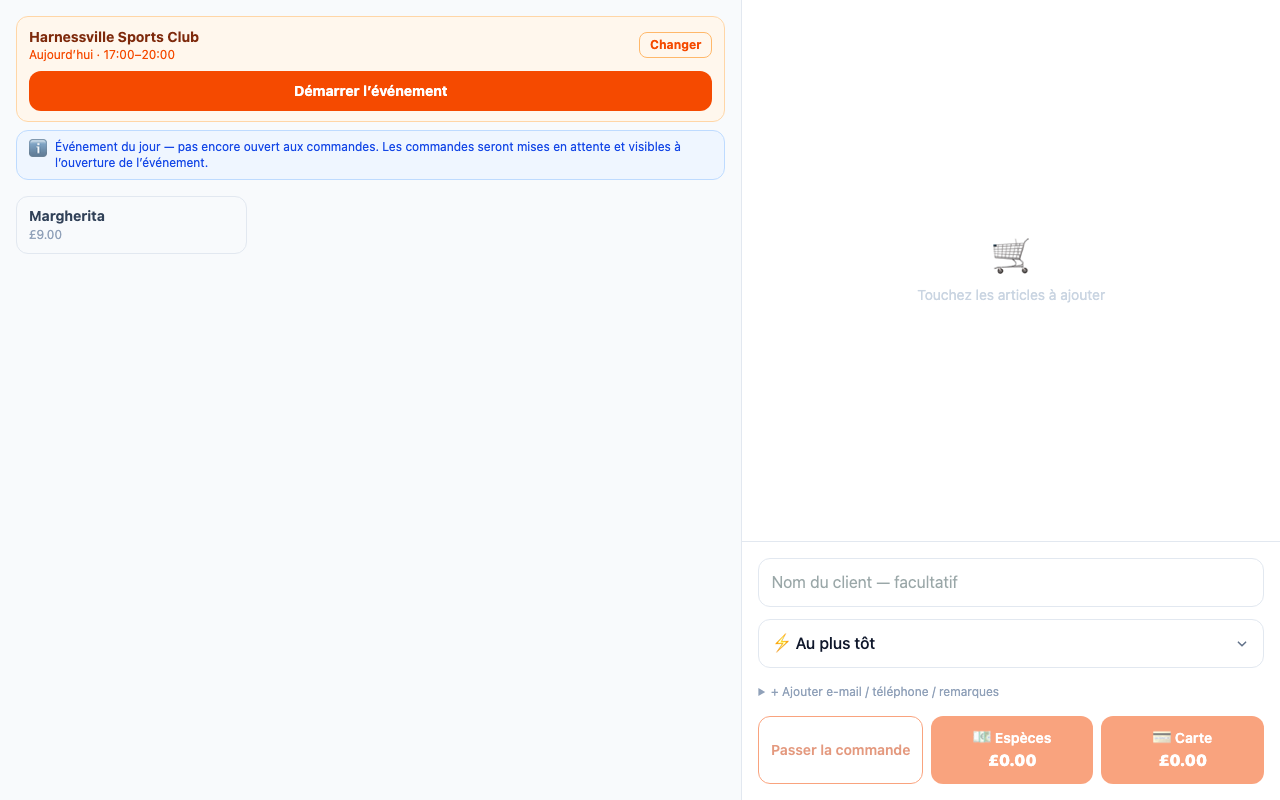 Harnessville Sports Club
Aujourd'hui · 17:00–20:00
Changer
Démarrer l'événement
Événement du jour — pas encore ouvert aux commandes. Les commandes seront mises en attente et visibles à
l'ouverture de l'événement.
Margherita
£9.00
Touchez les articles à ajouter
Nom du client — facultatif
⚡ Au plus tôt
+ Ajouter e-mail / téléphone / remarques
Passer la commande
💵 Espèces
£0.00
💳 Carte
£0.00